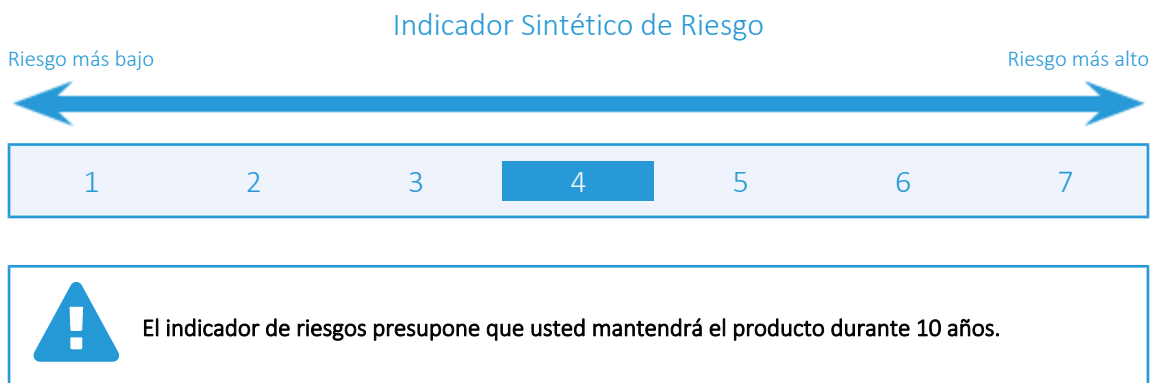 Indicador Sintético de Riesgo
Riesgo más bajo Riesgo más alto
1 2 3 4 5 6 7
El indicador de riesgos presupone que usted mantendrá el producto durante 10 años.